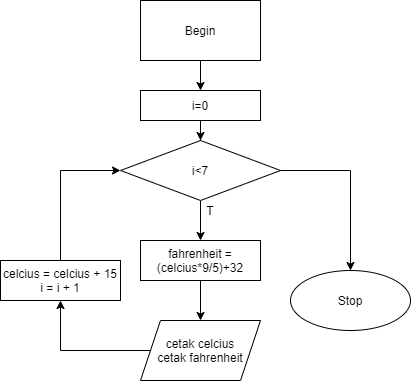 Begin
i=0
i<7
T
fahrenheit =
(celcius*9/5)+32
celcius = celcius + 15
i = i + 1
cetak celcius
cetak fahrenheit
Stop